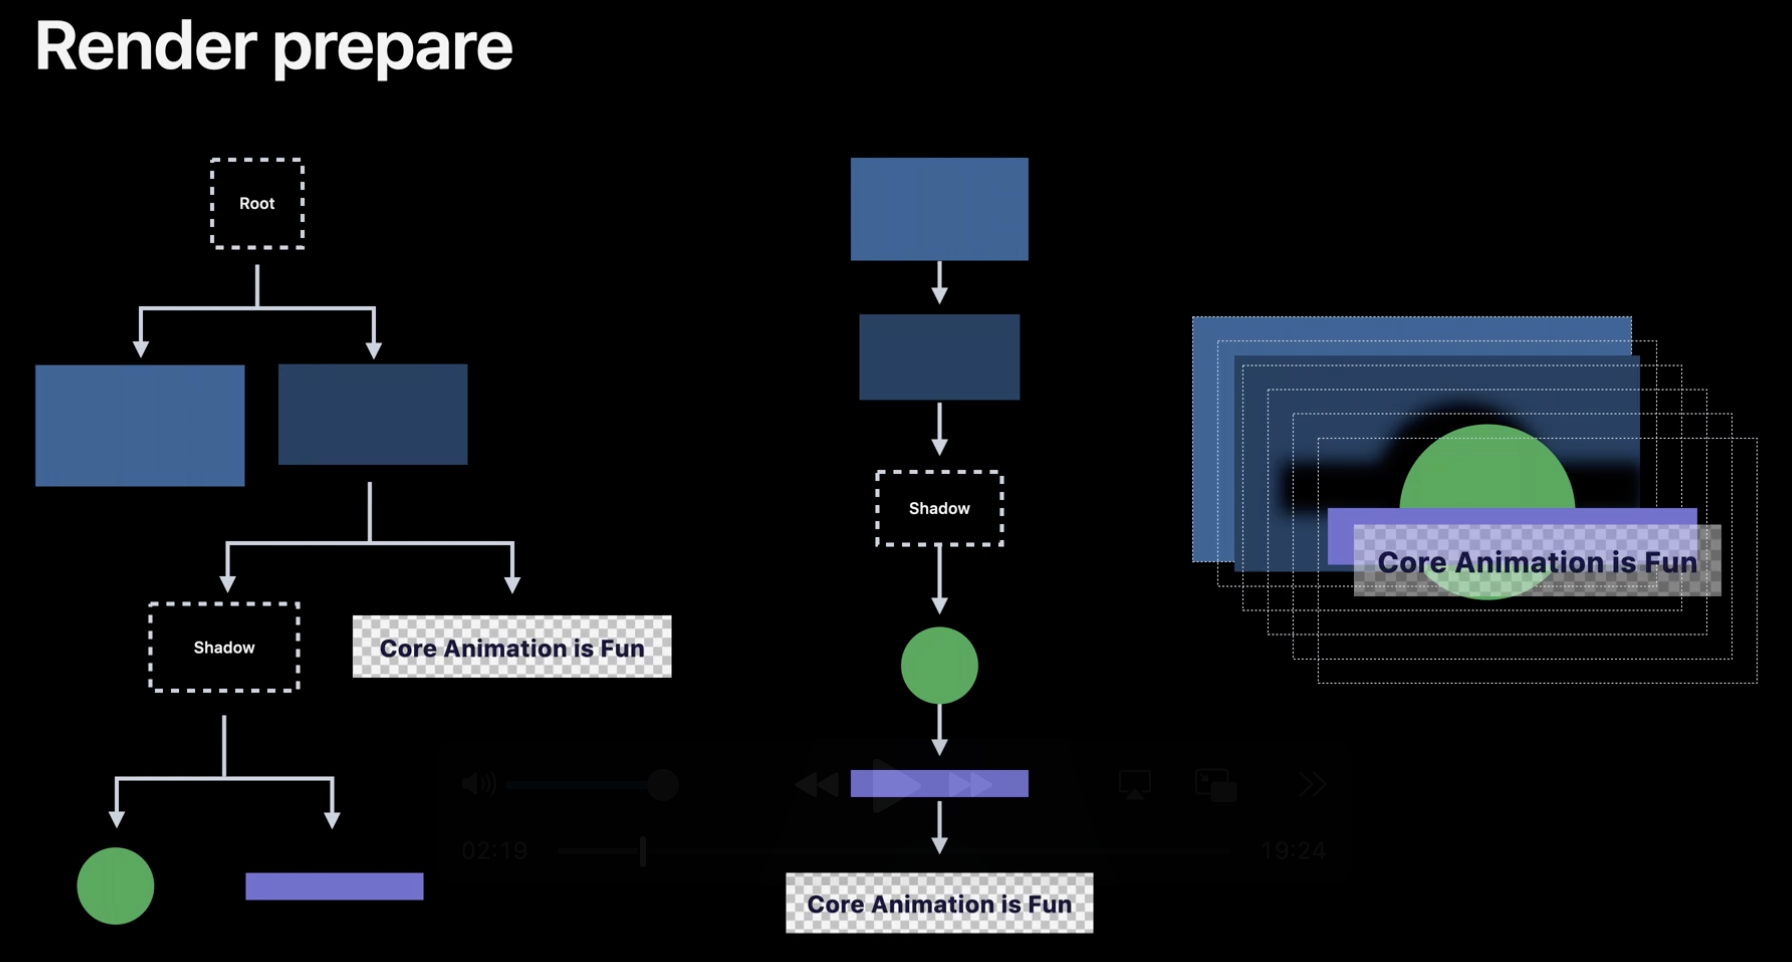 Render prepare
Root
Shadow
Core Animation is Fun
Shadow
Core Animation is Fun
Core Animation is Fun
02:19
19:24